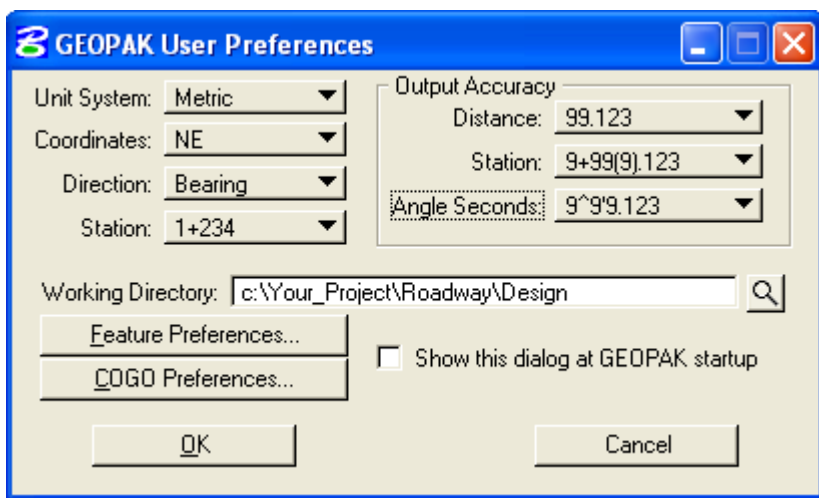 GEOPAK User Preferences
Unit System: Metric
Coordinates: NE
Direction: Bearing
Station: 1+234
Output Accuracy
Distance: 99.123
Station: 9+99(9).123
Angle Seconds: 9^9'9.123
Working Directory: c:\Your_Project\Roadway\Design
Feature Preferences...
COGO Preferences...
Show this dialog at GEOPAK startup
OK
Cancel